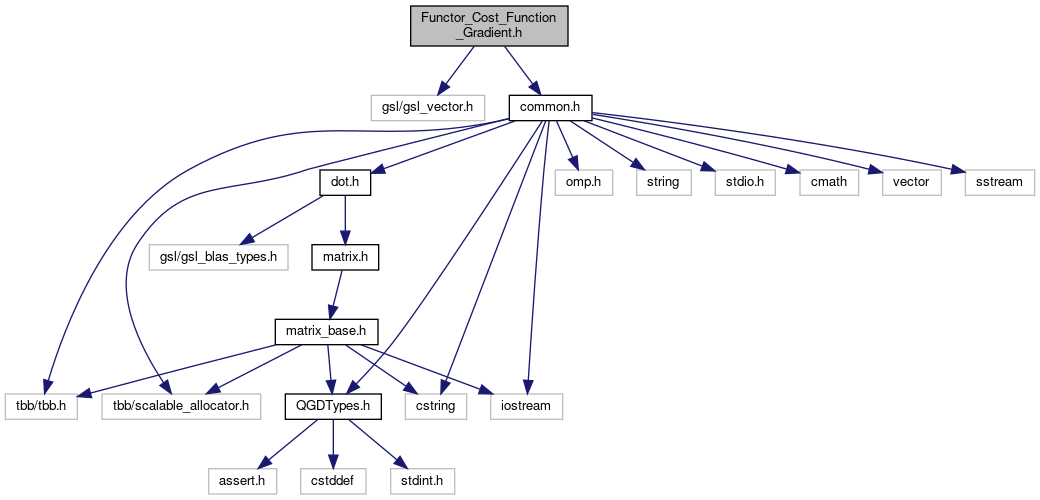 Functor_Cost_Function
_Gradient.h
gsl/gsl_vector.h
common.h
dot.h
omp.h
string
stdio.h
cmath
vector
sstream
gsl/gsl_blas_types.h
matrix.h
matrix_base.h
tbb/tbb.h
tbb/scalable_allocator.h
QGDTypes.h
cstring
iostream
assert.h
cstddef
stdint.h